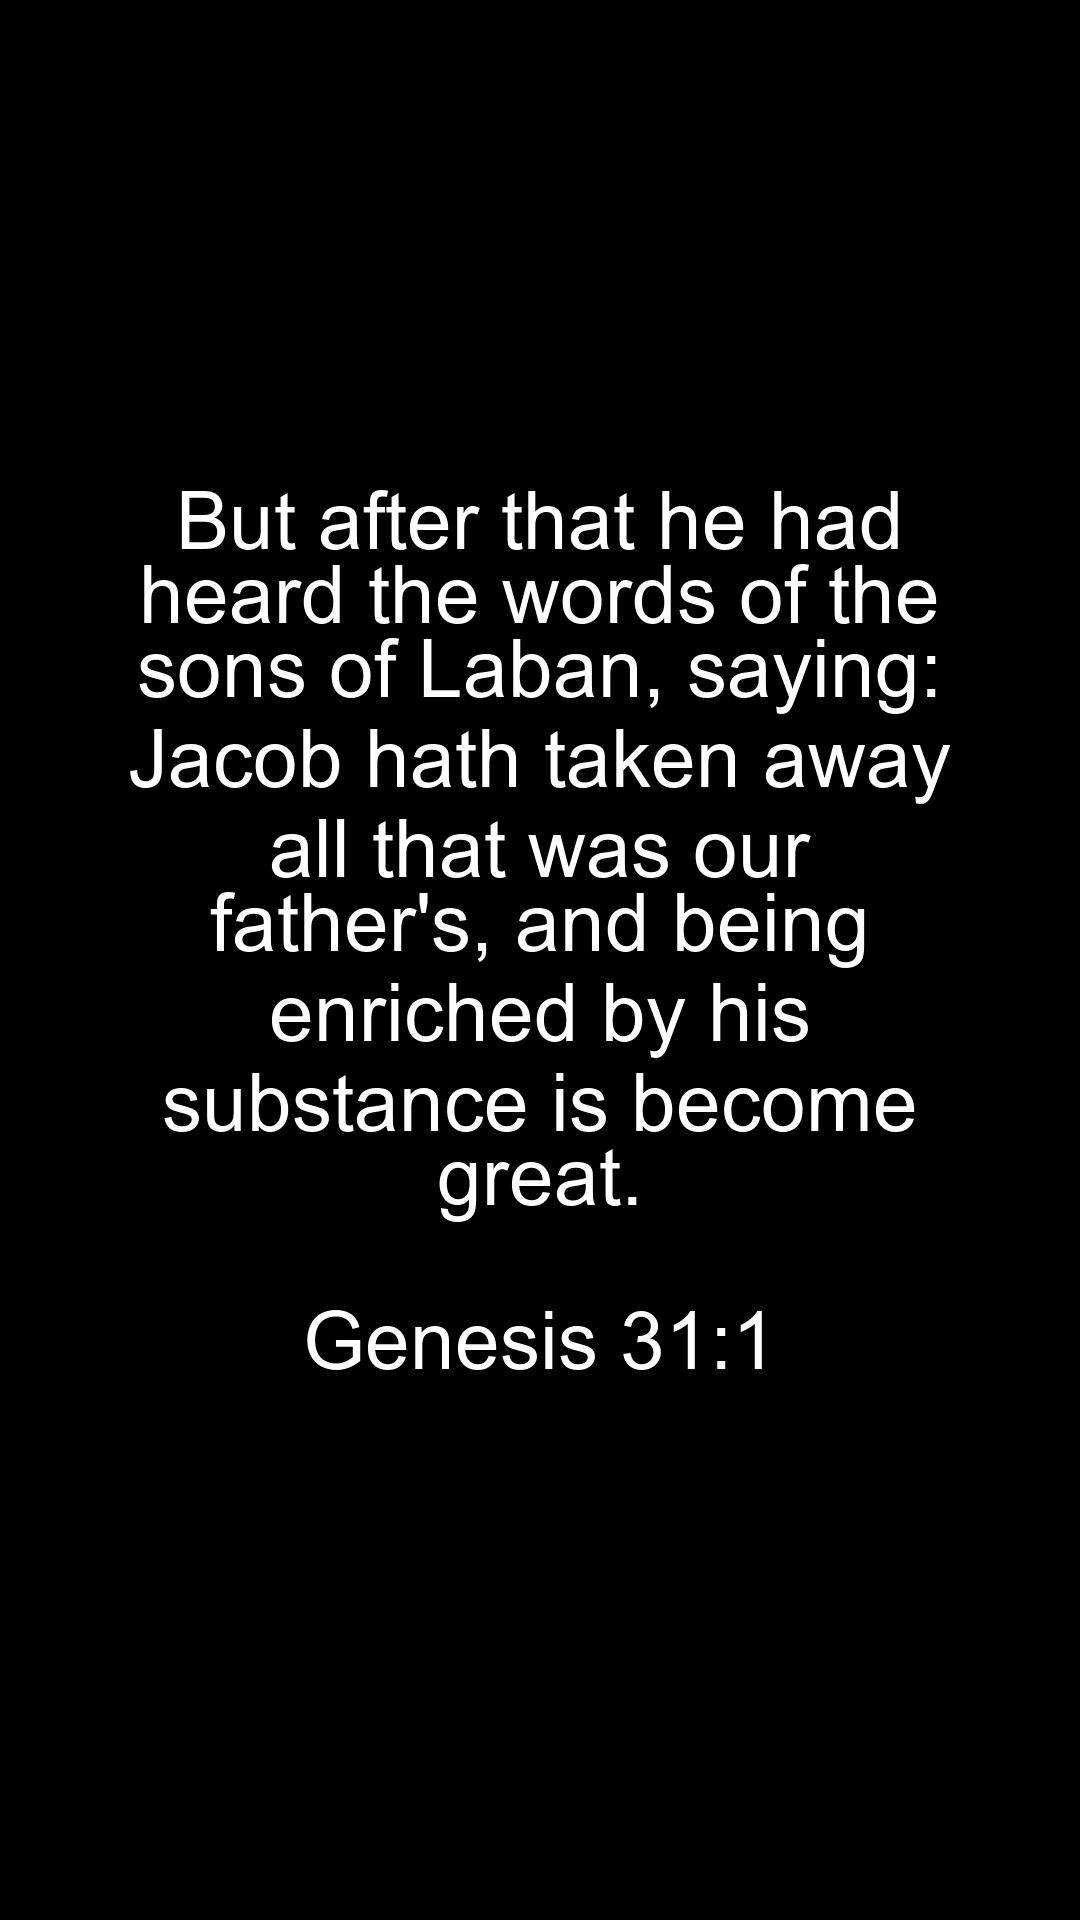 But after that he had
heard the words of the
sons of Laban, saying:
Jacob hath taken away
all that was our
father's, and being
enriched by his
substance is become
great.
Genesis 31:1